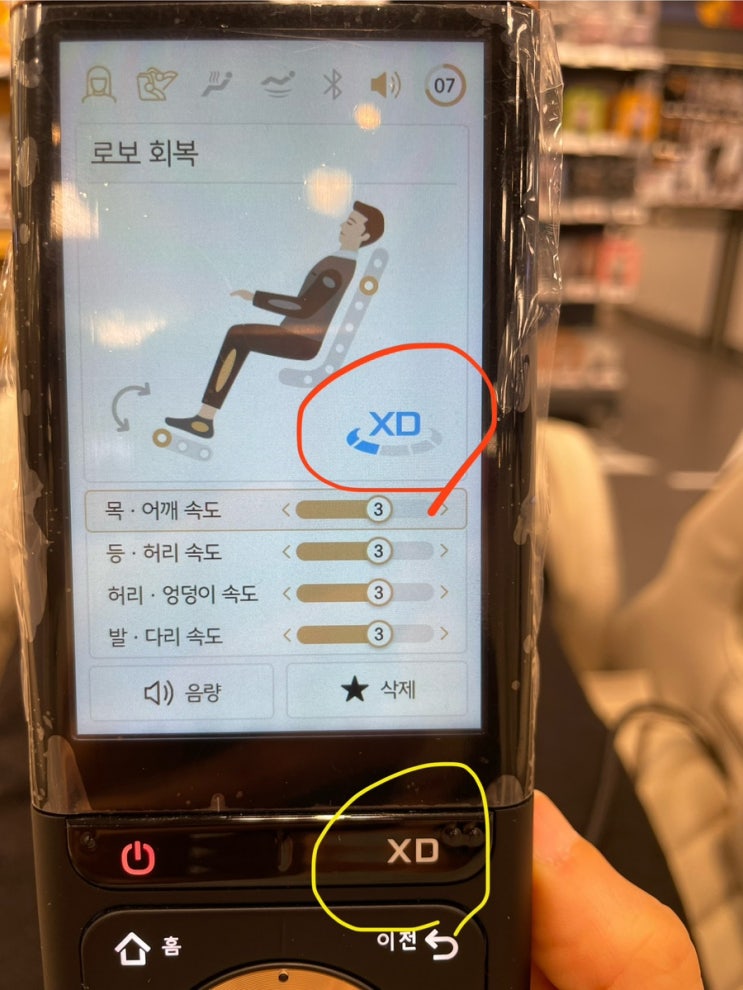 07
로보 회복
XD
목 · 어깨 속도 < 3 >
등 · 허리 속도 < 3 >
허리 · 엉덩이 속도 < 3 >
발 · 다리 속도 < 3 >
음량 ★ 삭제
XD
홈 이전